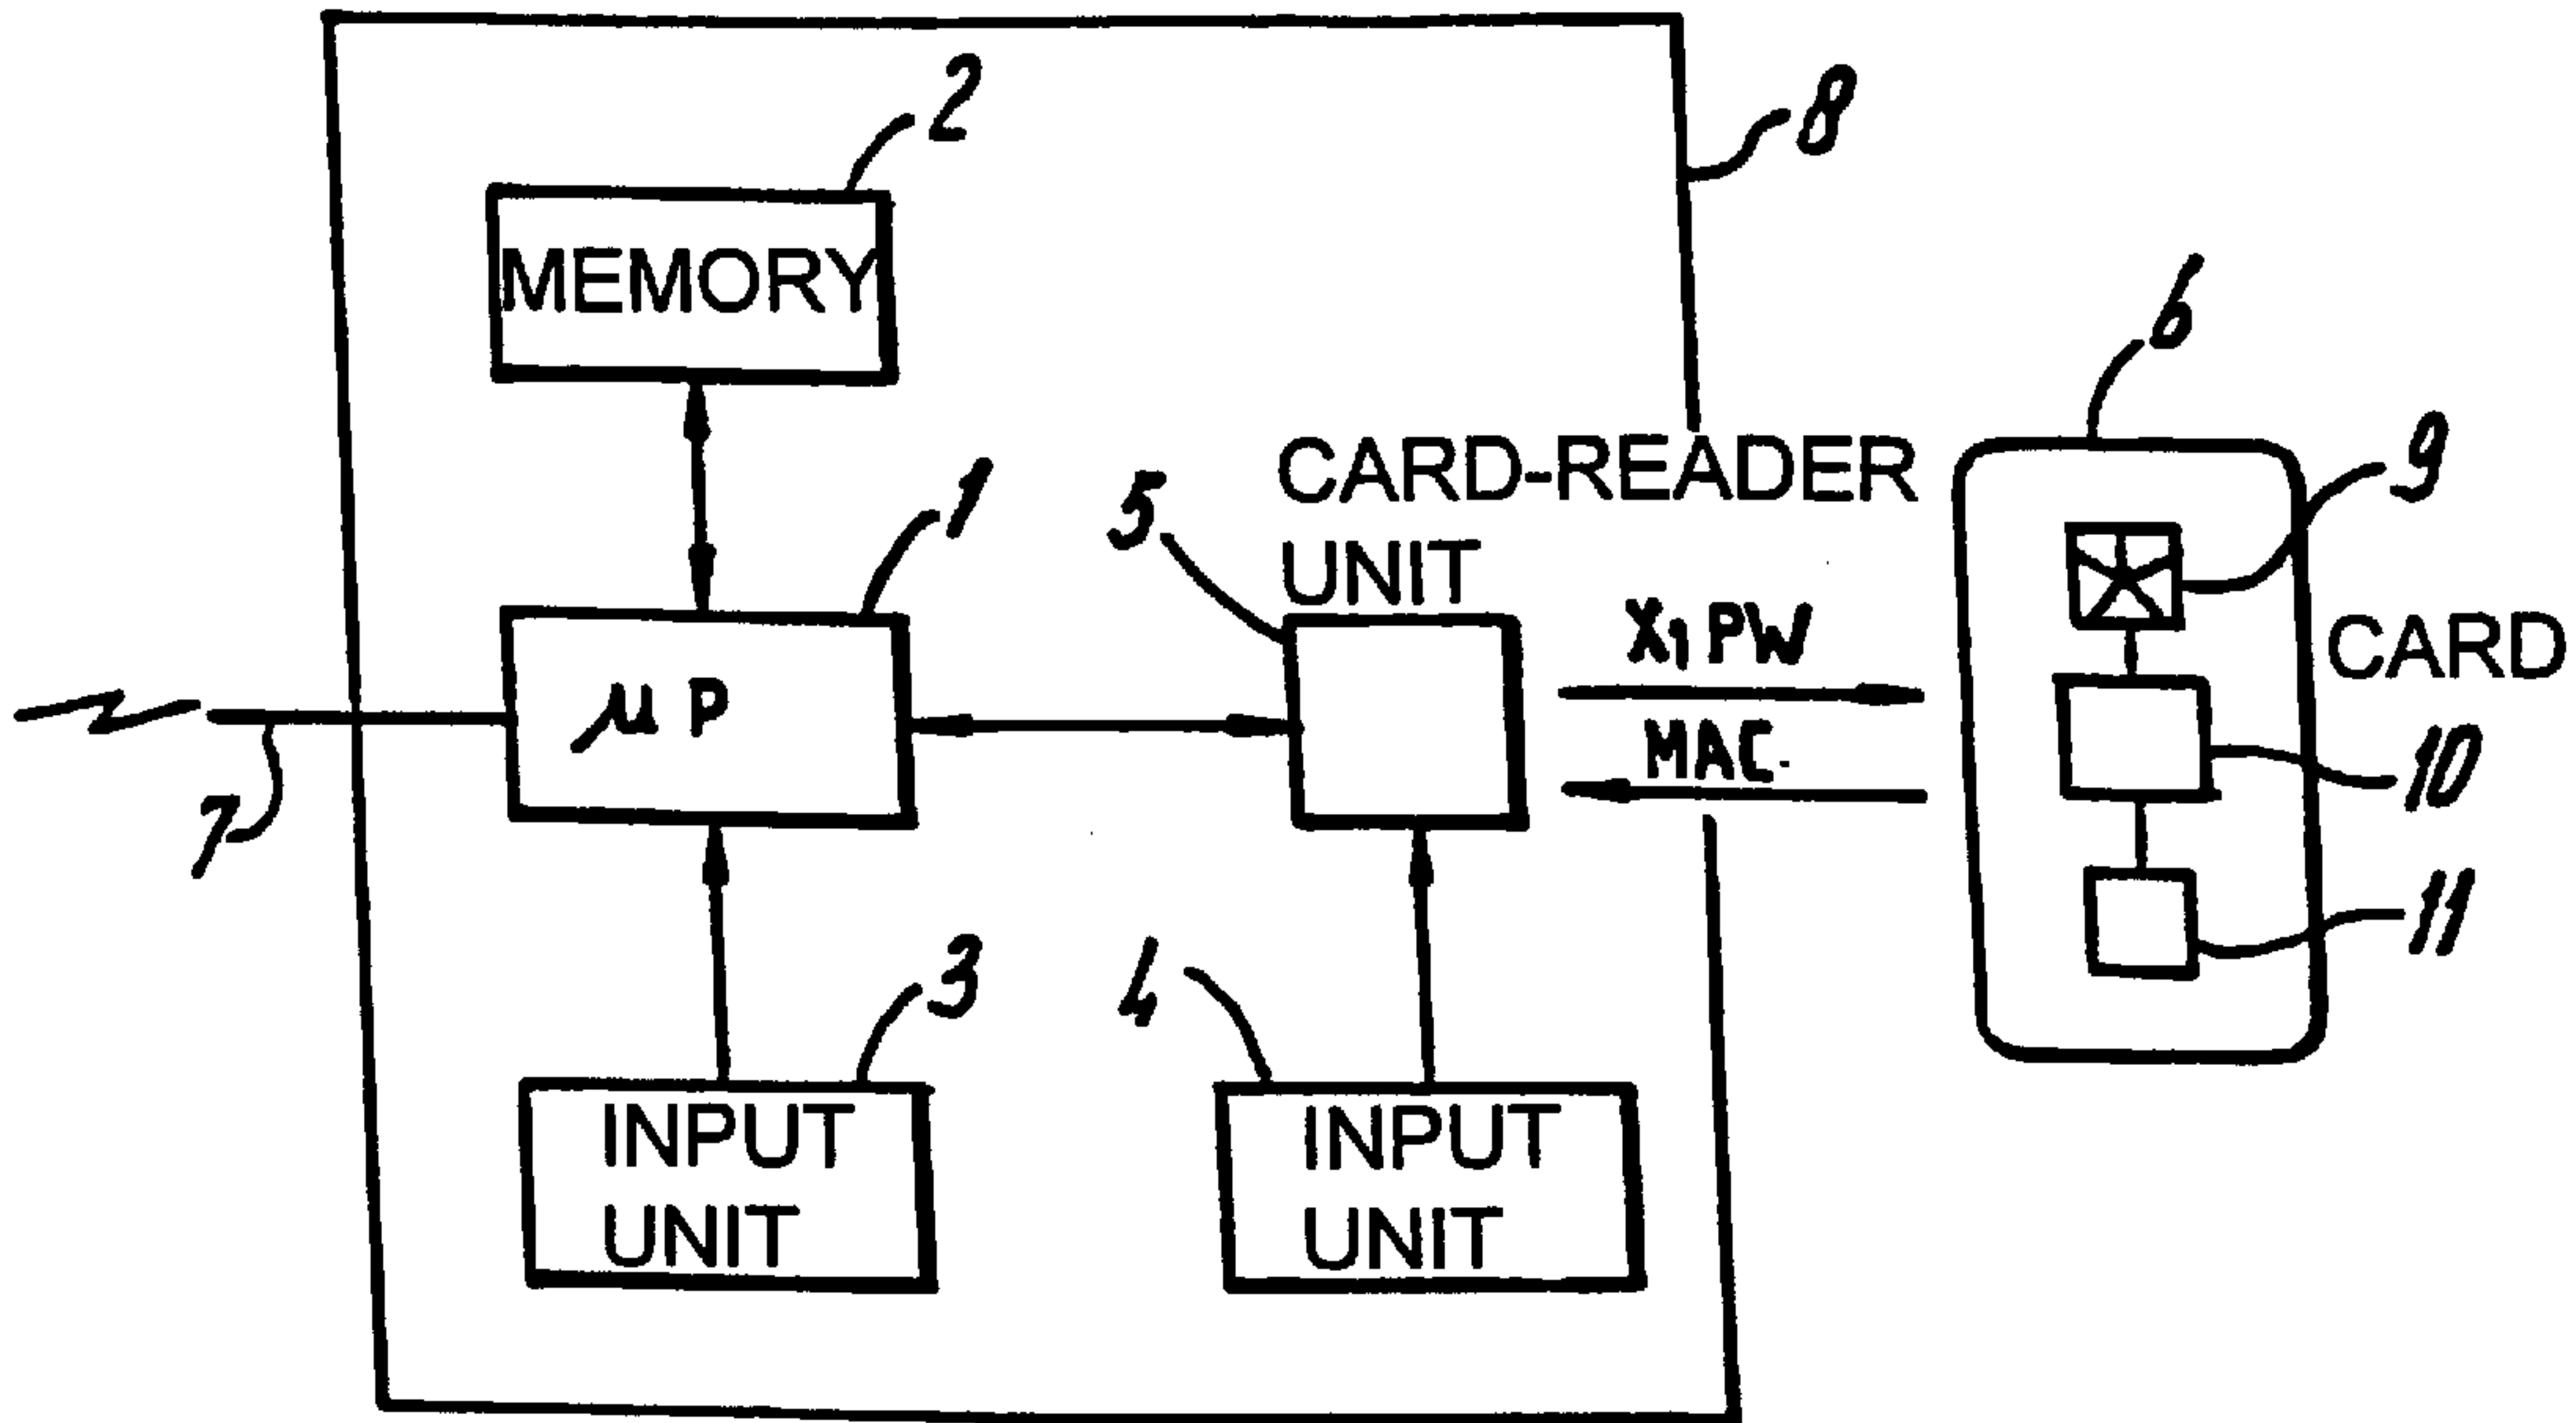 2
8
MEMORY
6
1
CARD-READER
9
5
UNIT
X1 PW
CARD
μP
MAC.
10
7
11
3
4
INPUT
UNIT
INPUT
UNIT